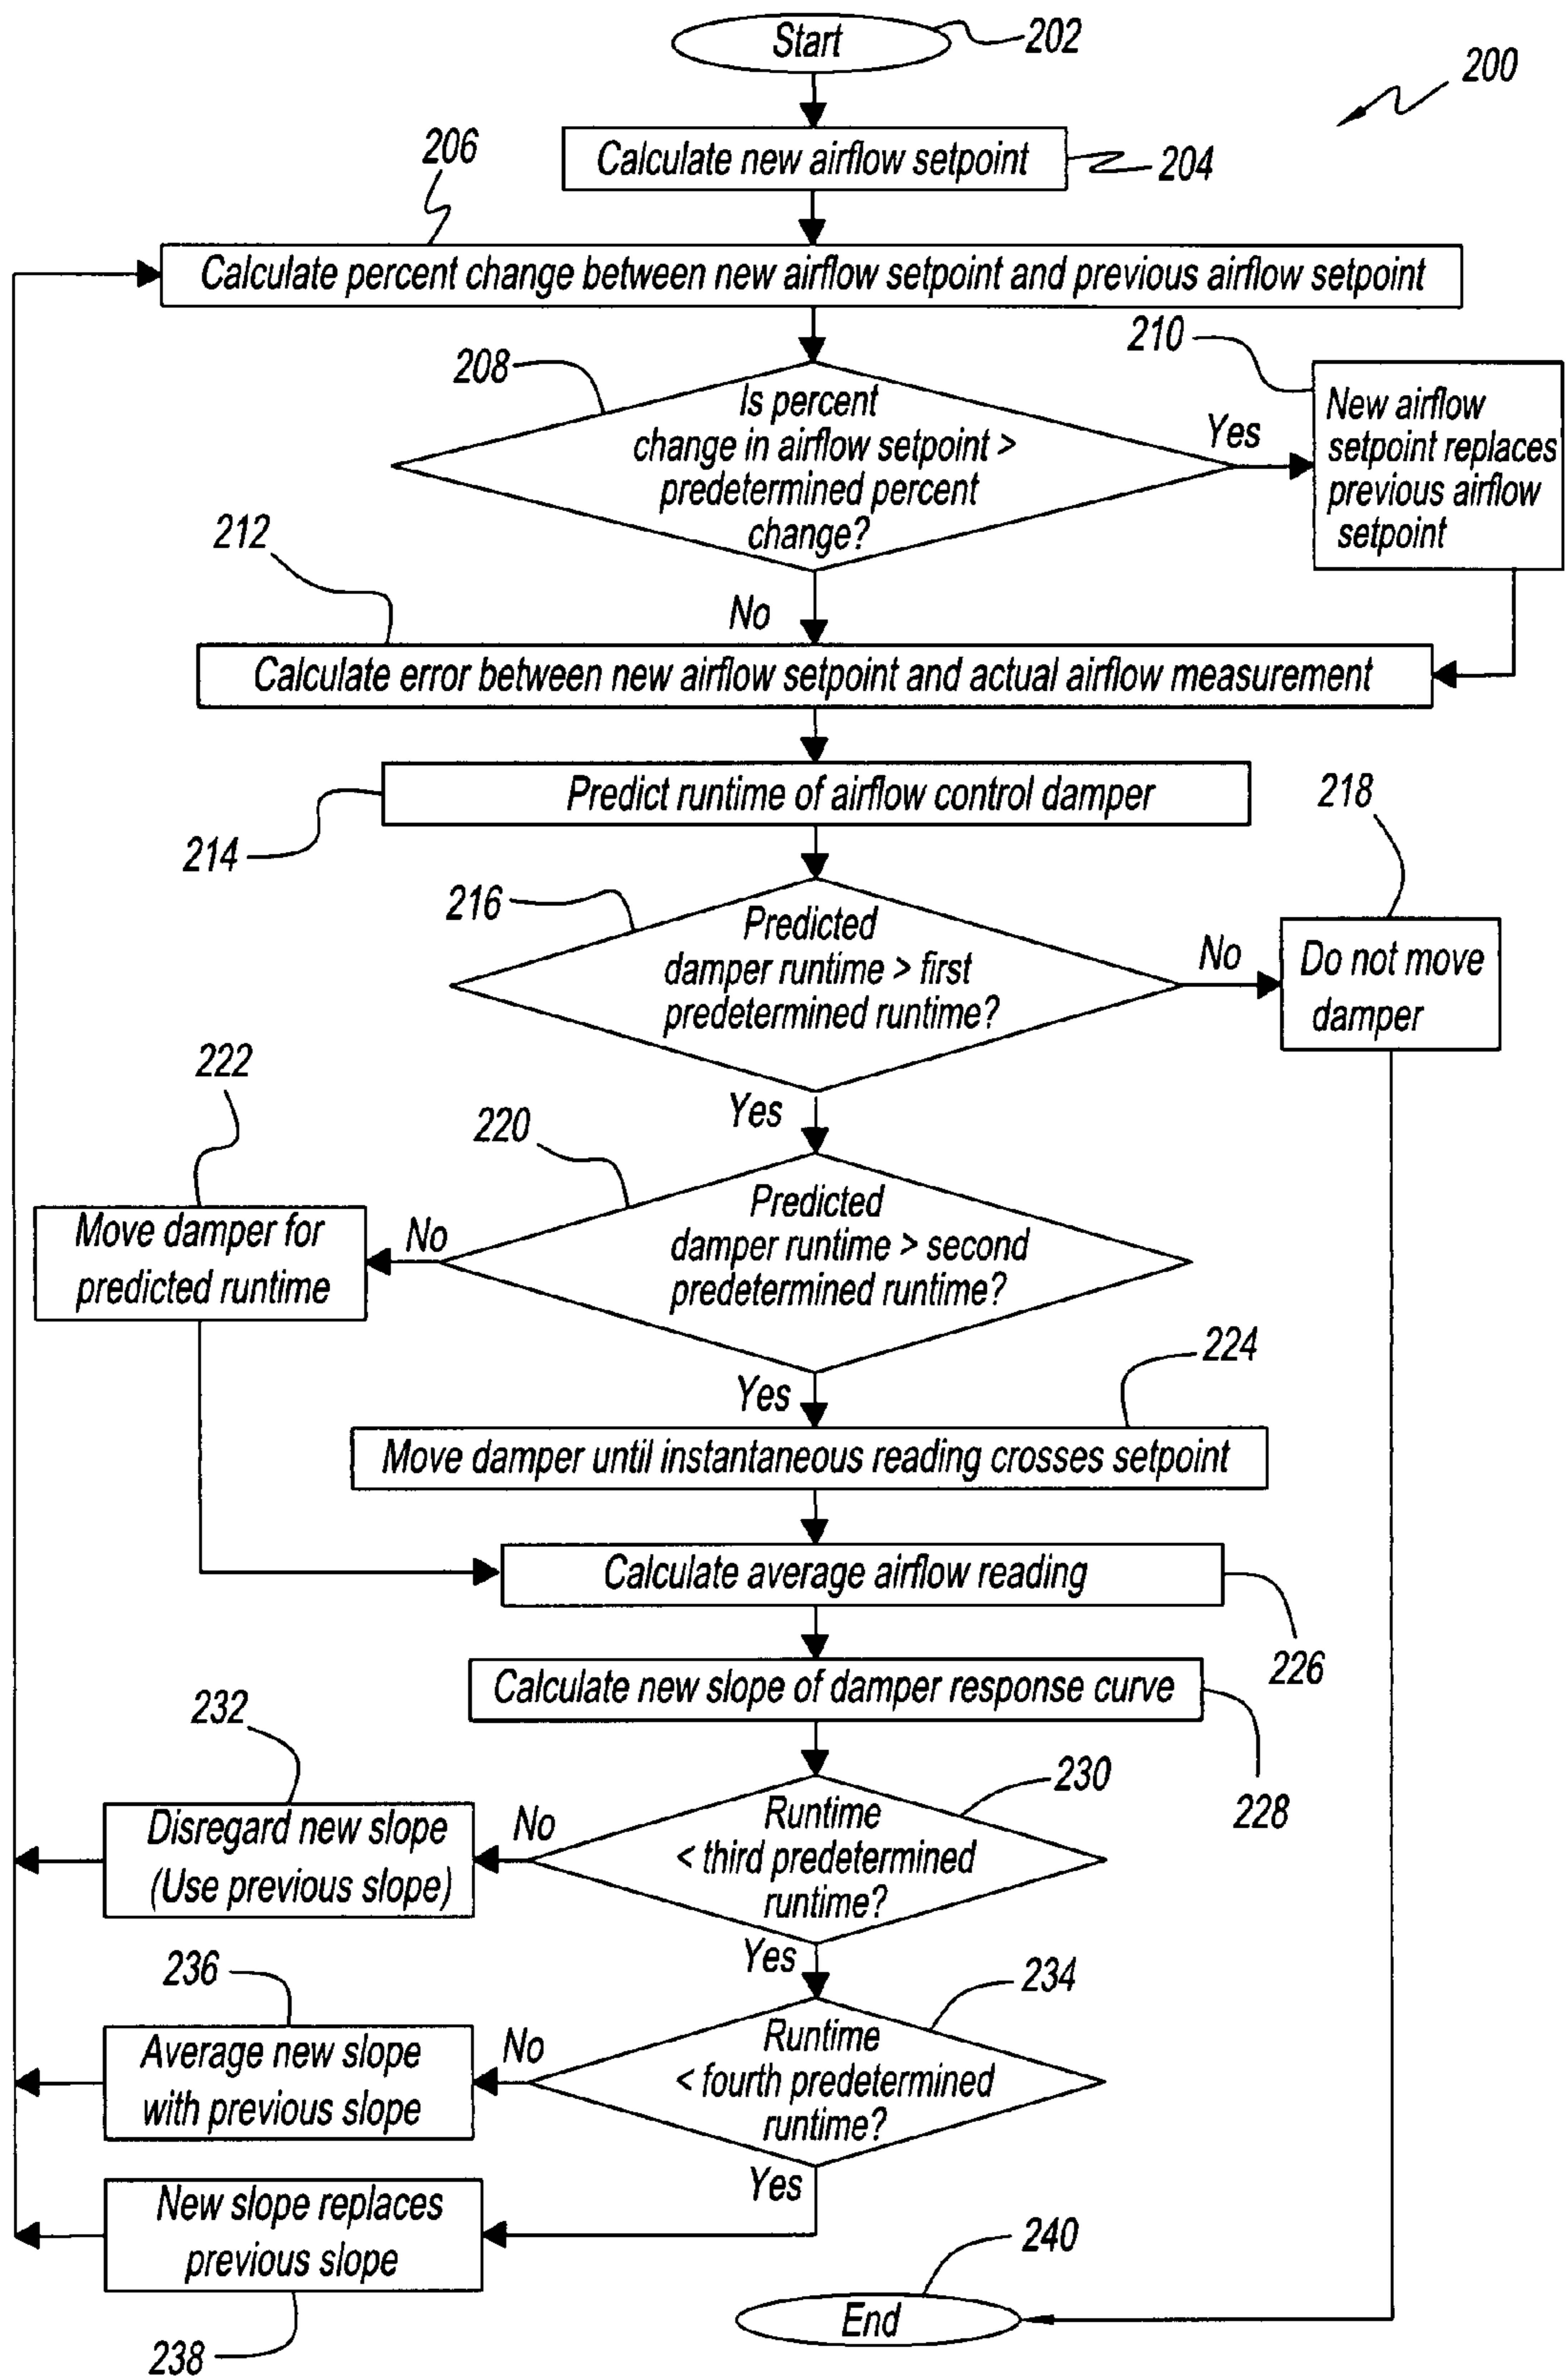 Start
202
200
Calculate new airflow setpoint
204
206
Calculate percent change between new airflow setpoint and previous airflow setpoint
208
Is percent
change in airflow setpoint >
predetermined percent
change?
Yes
210
New airflow
setpoint replaces
previous airflow
setpoint
No
212
Calculate error between new airflow setpoint and actual airflow measurement
Predict runtime of airflow control damper
214
216
Predicted
damper runtime > first
predetermined runtime?
No
218
Do not move
damper
Yes
220
Predicted
damper runtime > second
predetermined runtime?
No
222
Move damper for
predicted runtime
Yes
224
Move damper until instantaneous reading crosses setpoint
Calculate average airflow reading
226
Calculate new slope of damper response curve
228
230
Runtime
< third predetermined
runtime?
No
232
Disregard new slope
(Use previous slope)
Yes
234
Runtime
< fourth predetermined
runtime?
No
236
Average new slope
with previous slope
Yes
New slope replaces
previous slope
238
240
End